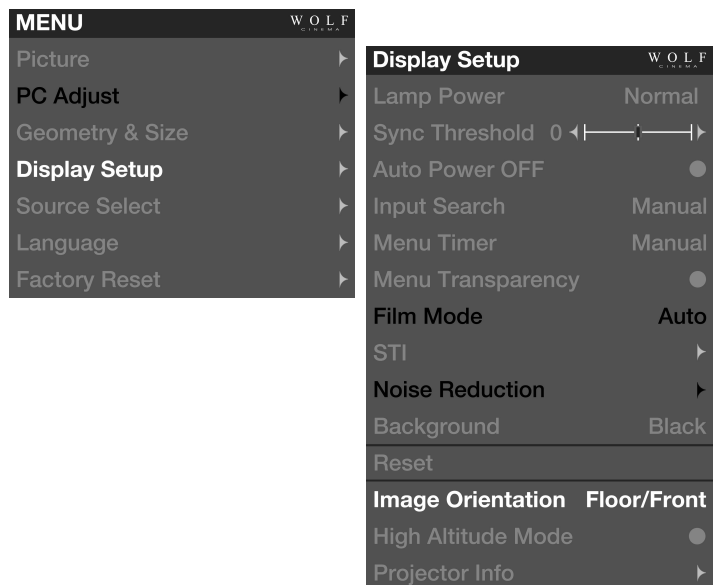 MENU WOLF CINEMA
Picture
PC Adjust
Geometry & Size
Display Setup
Source Select
Language
Factory Reset
Display Setup WOLF CINEMA
Lamp Power Normal
Sync Threshold 0
Auto Power OFF
Input Search Manual
Menu Timer Manual
Menu Transparency
Film Mode Auto
STI
Noise Reduction
Background Black
Reset
Image Orientation Floor/Front
High Altitude Mode
Projector Info